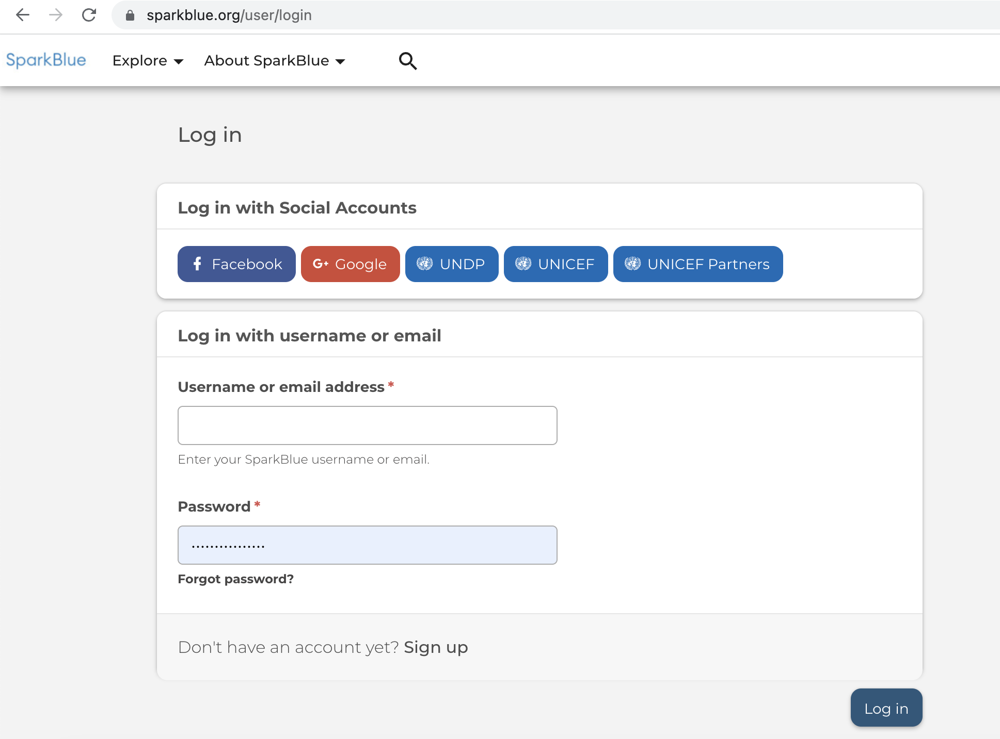 sparkblue.org/user/login
SparkBlue Explore About SparkBlue
Log in
Log in with Social Accounts
Facebook G+ Google UNDP UNICEF UNICEF Partners
Log in with username or email
Username or email address *
Enter your SparkBlue username or email.
Password *
................
Forgot password?
Don't have an account yet? Sign up
Log in